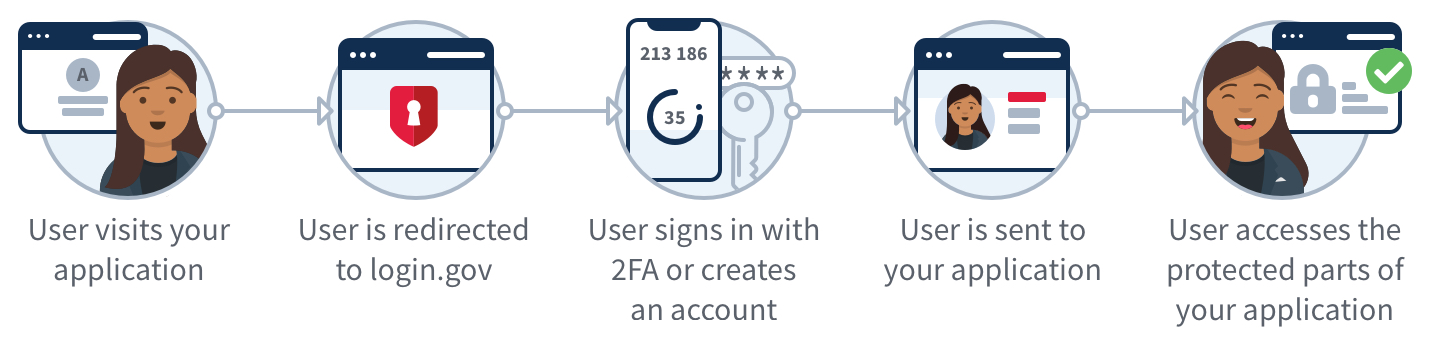 A
213 186
****
35
User visits your
application
User is redirected
to login.gov
User signs in with
2FA or creates
an account
User is sent to
your application
User accesses the
protected parts of
your application